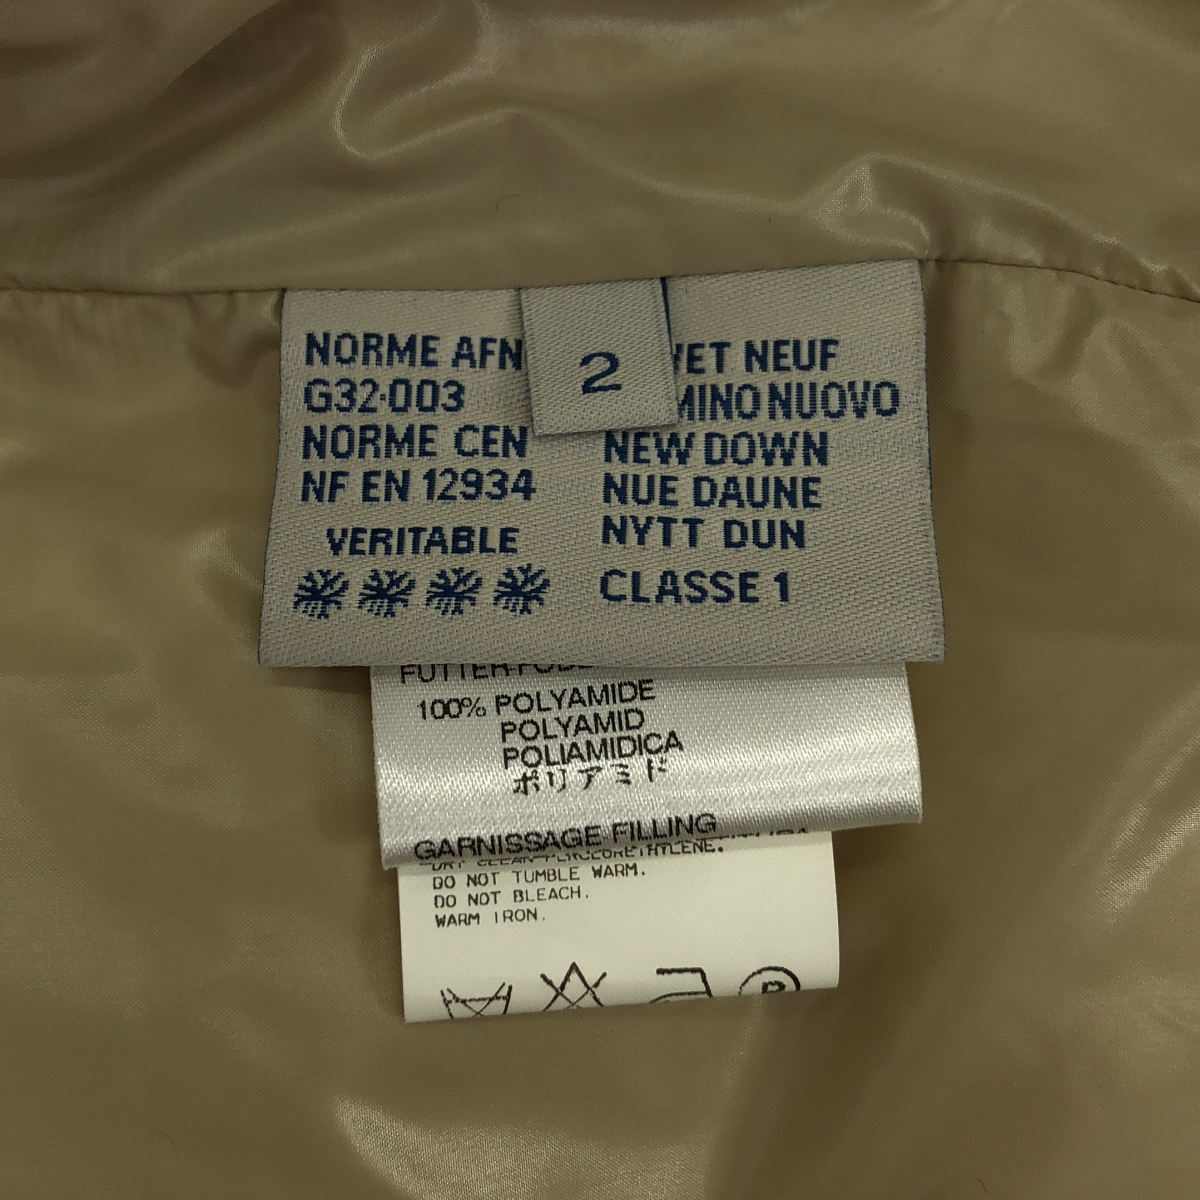 NORME AFN
G32·003
NORME CEN
NF EN 12934
VERITABLE
2
VET NEUF
MINO NUOVO
NEW DOWN
NUE DAUNE
NYTT DUN
CLASSE 1
100% POLYAMIDE
POLYAMID
POLIAMIDICA
ポリアミド
GARNISSAGE FILLING
DRY CLEAN
DO NOT TUMBLE WARM.
DO NOT BLEACH.
WARM IRON.